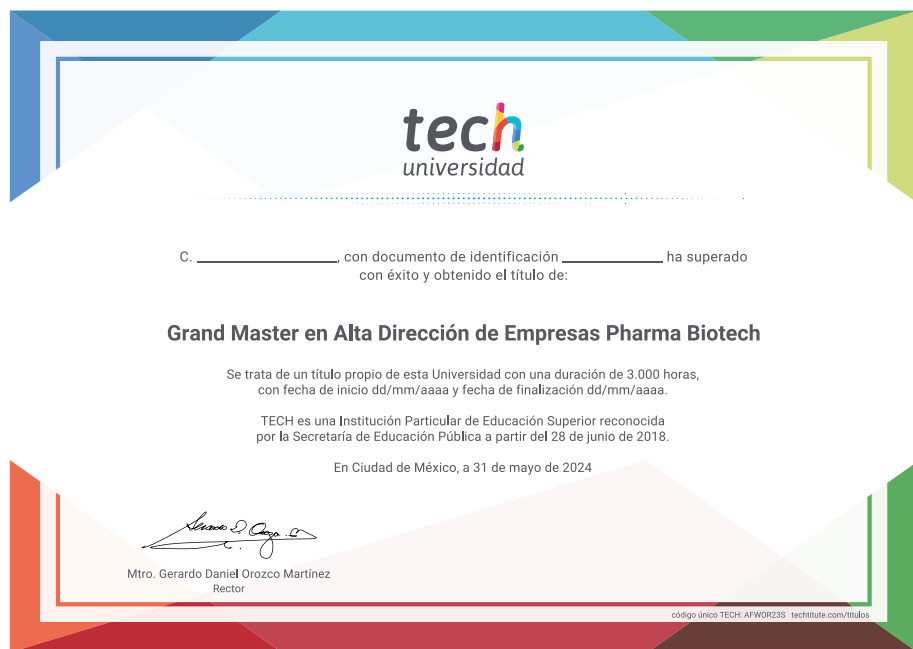 tech
universidad
C. ____________, con documento de identificación ____________ ha superado
con éxito y obtenido el título de:
Grand Master en Alta Dirección de Empresas Pharma Biotech
Se trata de un título propio de esta Universidad con una duración de 3.000 horas,
con fecha de inicio dd/mm/aaaa y fecha de finalización dd/mm/aaaa.
TECH es una Institución Particular de Educación Superior reconocida
por la Secretaría de Educación Pública a partir del 28 de junio de 2018.
En Ciudad de México, a 31 de mayo de 2024
Mtro. Gerardo Daniel Orozco Martínez
Rector
código único TECH: AFWOR23S techtitute.com/titulos